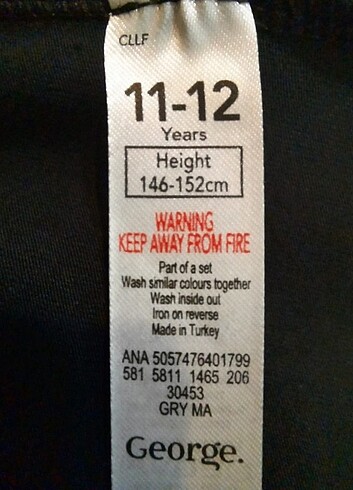 CLLF
11-12
Years
Height
146-152cm
WARNING
KEEP AWAY FROM FIRE
Part of a set
Wash similar colours together
Wash inside out
Iron on reverse
Made in Turkey
ANA 5057476401799
581 5811 1465 206
30453
GRY MA
George.